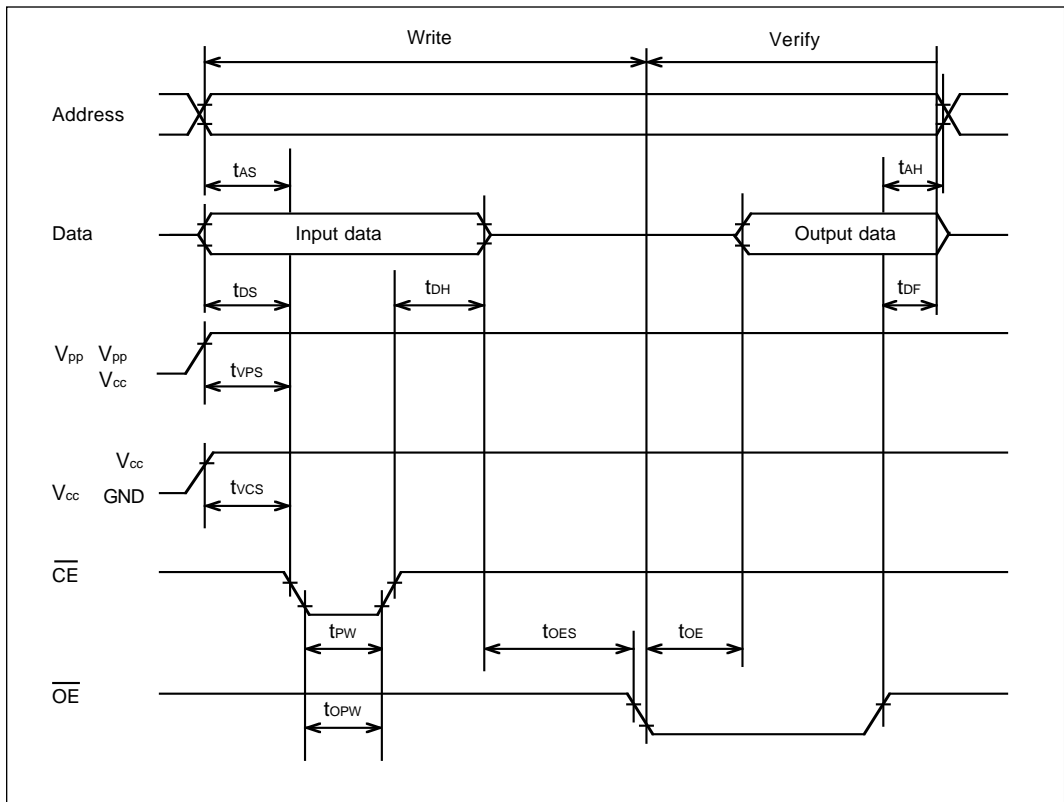 Write Verify
Address
tAS tAH
Data Input data Output data
tDS tDH tDF
Vpp Vpp
Vcc
tVPS
Vcc
Vcc GND
tVCS
CE
tPW tOES tOE
OE
tOPW